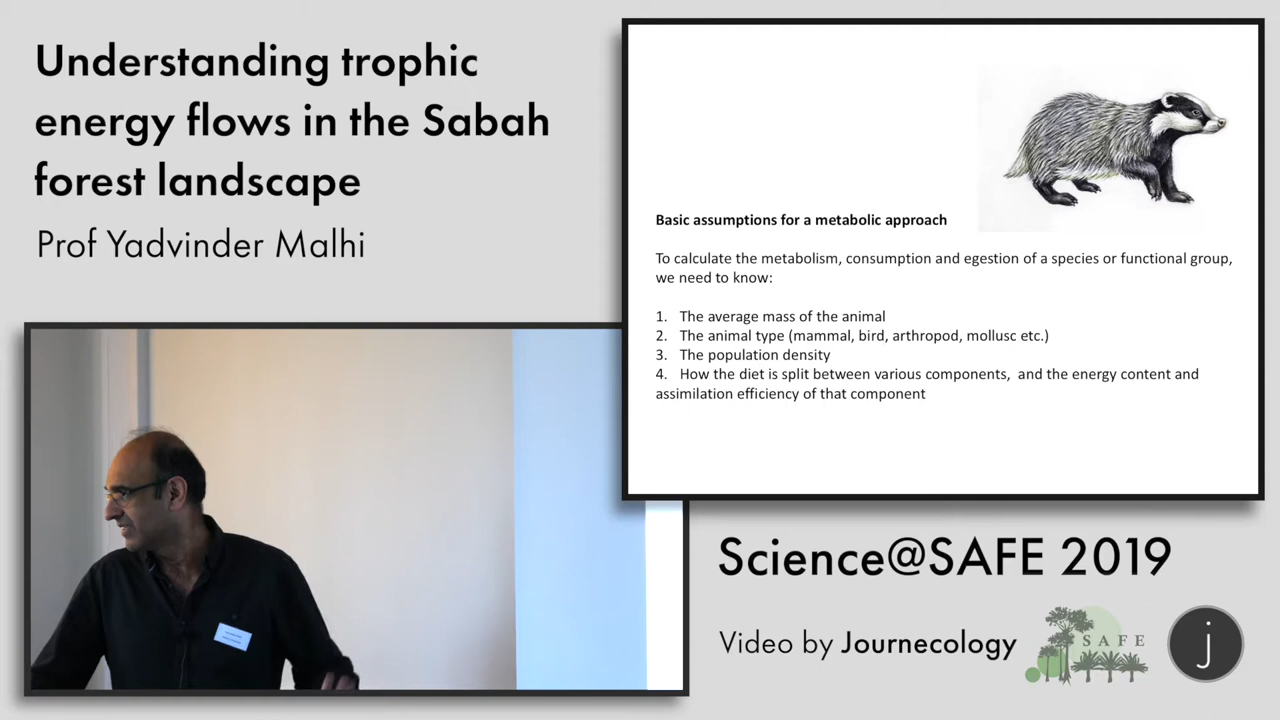 Understanding trophic
energy flows in the Sabah
forest landscape
Prof Yadvinder Malhi
Basic assumptions for a metabolic approach
To calculate the metabolism, consumption and egestion of a species or functional group,
we need to know:
1. The average mass of the animal
2. The animal type (mammal, bird, arthropod, mollusc etc.)
3. The population density
4. How the diet is split between various components, and the energy content and
assimilation efficiency of that component
Science@SAFE 2019
Video by Journecology
SAFE
j